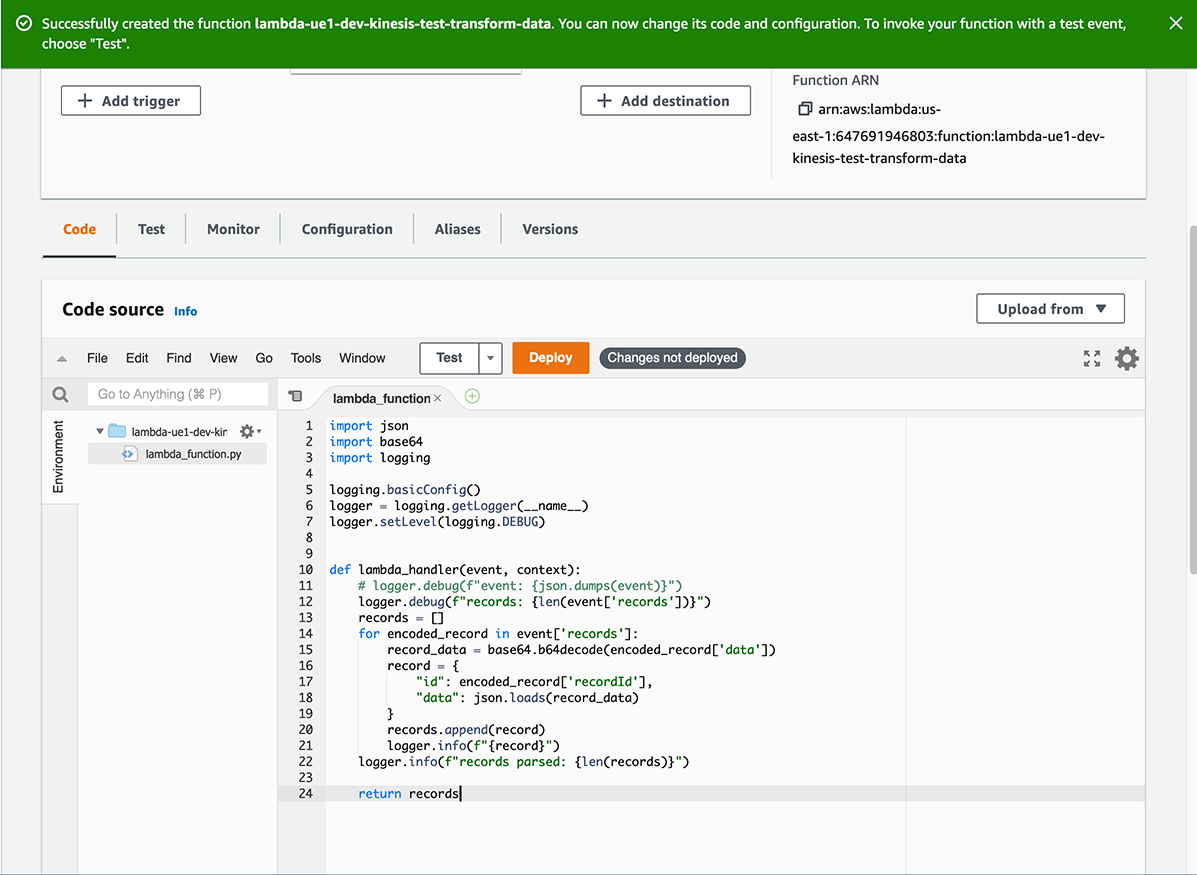 Successfully created the function lambda-ue1-dev-kinesis-test-transform-data. You can now change its code and configuration. To invoke your function with a test event,
choose "Test".
Add trigger
Add destination
Function ARN
arn:aws:lambda:us-
east-1:647691946803:function:lambda-ue1-dev-
kinesis-test-transform-data
Code
Test
Monitor
Configuration
Aliases
Versions
Code source Info
Upload from
File Edit Find View Go Tools Window
Test
Deploy
Changes not deployed
Go to Anything (⌘ P)
Environment
lambda-ue1-dev-kin
lambda_function.py
lambda_function
1 import json
2 import base64
3 import logging
4
5 logging.basicConfig()
6 logger = logging.getLogger(__name__)
7 logger.setLevel(logging.DEBUG)
8
9
10 def lambda_handler(event, context):
11     # logger.debug(f"event: {json.dumps(event)}")
12     logger.debug(f"records: {len(event['records'])}")
13     records = []
14     for encoded_record in event['records']:
15         record_data = base64.b64decode(encoded_record['data'])
16         record = {
17             "id": encoded_record['recordId'],
18             "data": json.loads(record_data)
19         }
20         records.append(record)
21         logger.info(f"{record}")
22     logger.info(f"records parsed: {len(records)}")
23
24     return records